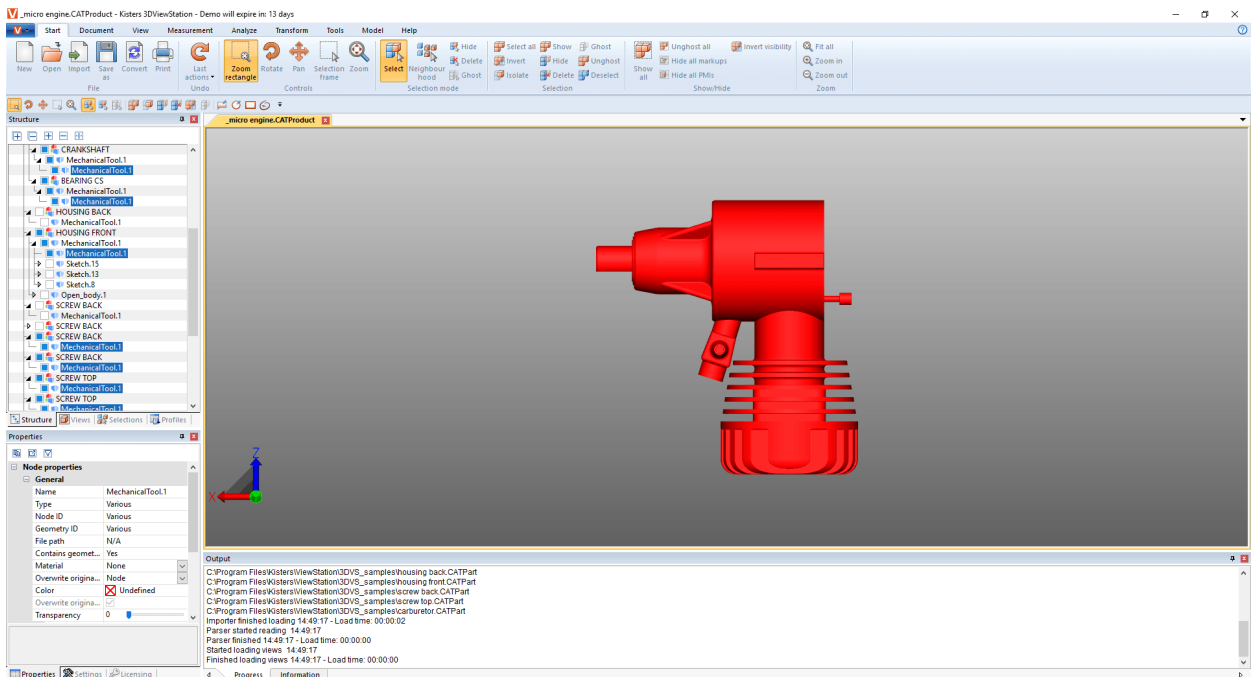 _micro engine.CATProduct - Kisters 3DViewStation - Demo will expire in: 13 days
Start Document View Measurement Analyze Transform Tools Model Help
New Open Import Save as Convert Print
File
Last actions
Undo
Zoom rectangle Rotate Pan Selection frame Zoom
Controls
Select Neighbour hood Hide Delete Ghost
Selection mode
Select all Show Ghost
Invert Hide Unghost
Isolate Delete Deselect
Selection
Show all Unghost all Invert visibility
Hide all markups
Hide all PMIs
Show/Hide
Fit all
Zoom in
Zoom out
Zoom
Structure
_micro engine.CATProduct
CRANKSHAFT
MechanicalTool.1
MechanicalTool.1
BEARING CS
MechanicalTool.1
MechanicalTool.1
HOUSING BACK
MechanicalTool.1
HOUSING FRONT
MechanicalTool.1
MechanicalTool.1
Sketch.15
Sketch.13
Sketch.8
Open_body.1
SCREW BACK
MechanicalTool.1
SCREW BACK
SCREW BACK
MechanicalTool.1
SCREW BACK
MechanicalTool.1
SCREW TOP
MechanicalTool.1
SCREW TOP
MechanicalTool.1
Structure Views Selections Profiles
Properties
Node properties
General
Name MechanicalTool.1
Type Various
Node ID Various
Geometry ID Various
File path N/A
Contains geomet... Yes
Material None
Overwrite origina... Node
Color Undefined
Overwrite origina...
Transparency 0
Properties Settings Licensing
Z
X
Output
C:\Program Files\Kisters\ViewStation\3DVS_samples\housing back.CATPart
C:\Program Files\Kisters\ViewStation\3DVS_samples\housing front.CATPart
C:\Program Files\Kisters\ViewStation\3DVS_samples\screw back.CATPart
C:\Program Files\Kisters\ViewStation\3DVS_samples\screw top.CATPart
C:\Program Files\Kisters\ViewStation\3DVS_samples\carburetor.CATPart
Importer finished loading 14:49:17 - Load time: 00:00:02
Parser started reading 14:49:17
Parser finished 14:49:17 - Load time: 00:00:00
Started loading views 14:49:17
Finished loading views 14:49:17 - Load time: 00:00:00
Progress Information